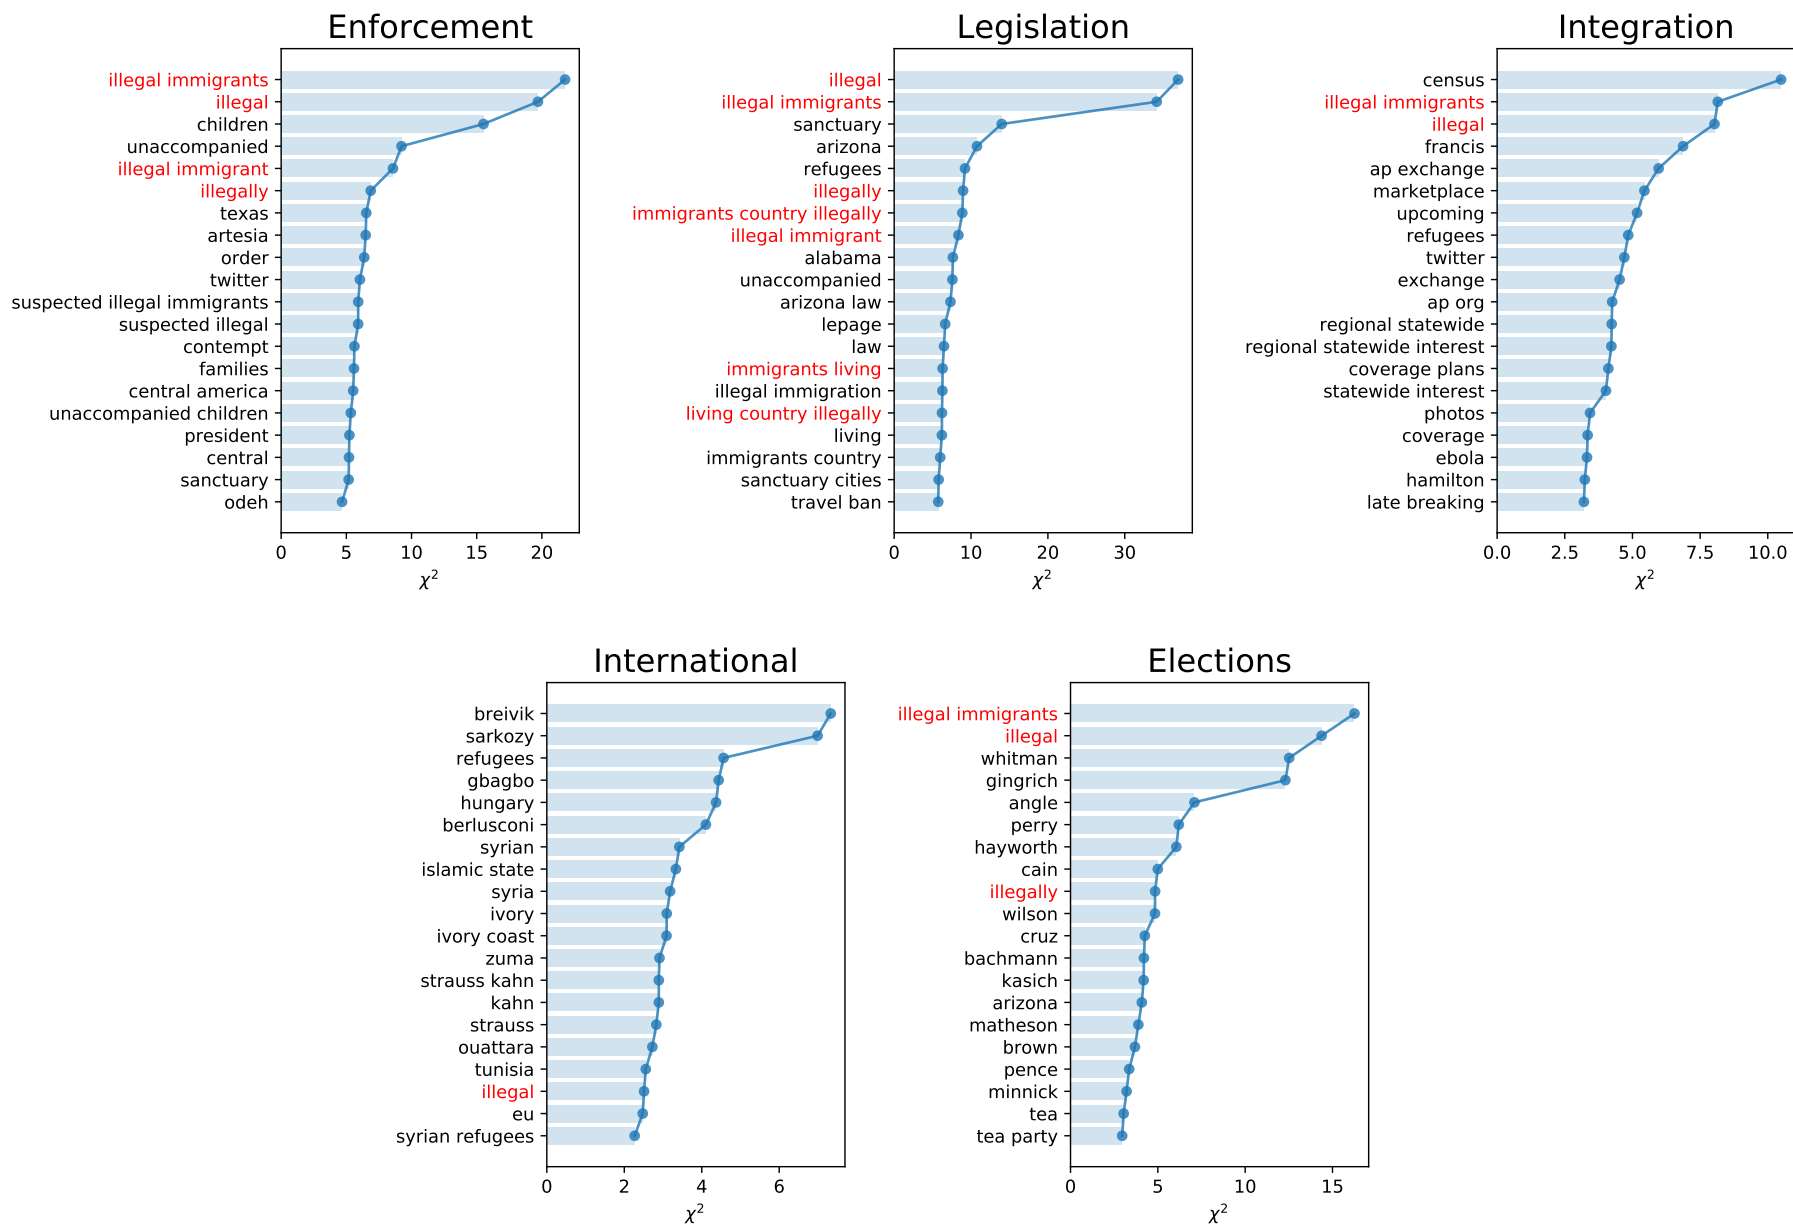 Enforcement
illegal immigrants
illegal
children
unaccompanied
illegal immigrant
illegally
texas
artesia
order
twitter
suspected illegal immigrants
suspected illegal
contempt
families
central america
unaccompanied children
president
central
sanctuary
odeh
0 5 10 15 20
χ²
Legislation
illegal
illegal immigrants
sanctuary
arizona
refugees
illegally
immigrants country illegally
illegal immigrant
alabama
unaccompanied
arizona law
lepage
law
immigrants living
illegal immigration
living country illegally
living
immigrants country
sanctuary cities
travel ban
0 10 20 30
χ²
Integration
census
illegal immigrants
illegal
francis
ap exchange
marketplace
upcoming
refugees
twitter
exchange
ap org
regional statewide
regional statewide interest
coverage plans
statewide interest
photos
coverage
ebola
hamilton
late breaking
0.0 2.5 5.0 7.5 10.0
χ²
International
breivik
sarkozy
refugees
gbagbo
hungary
berlusconi
syrian
islamic state
syria
ivory
ivory coast
zuma
strauss kahn
kahn
strauss
ouattara
tunisia
illegal
eu
syrian refugees
0 2 4 6
χ²
Elections
illegal immigrants
illegal
whitman
gingrich
angle
perry
hayworth
cain
illegally
wilson
cruz
bachmann
kasich
arizona
matheson
brown
pence
minnick
tea
tea party
0 5 10 15
χ²